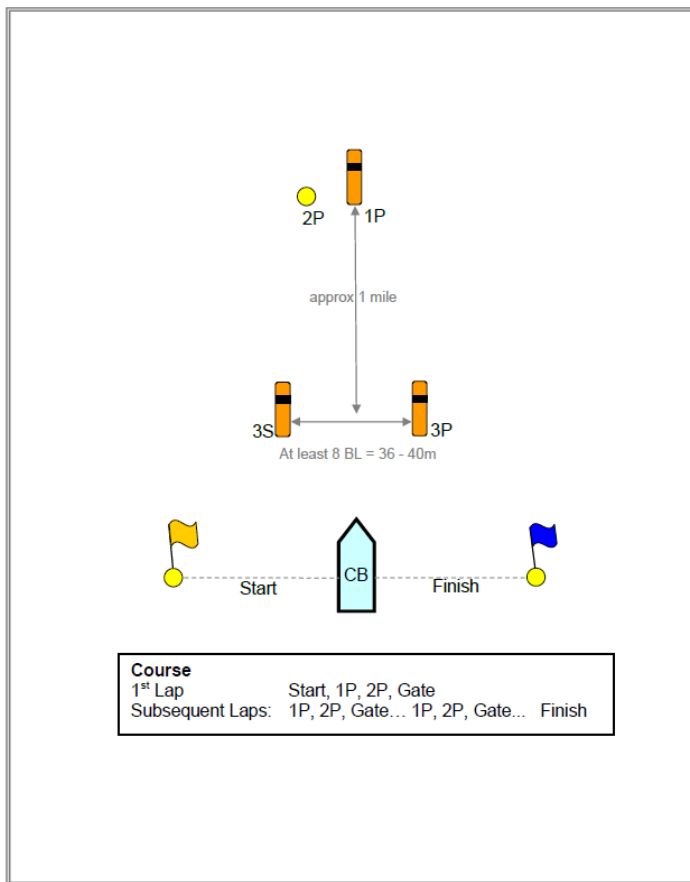 2P
1P
approx 1 mile
3S
3P
At least 8 BL = 36 - 40m
CB
Start
Finish
Course
1st Lap Start, 1P, 2P, Gate
Subsequent Laps: 1P, 2P, Gate… 1P, 2P, Gate... Finish